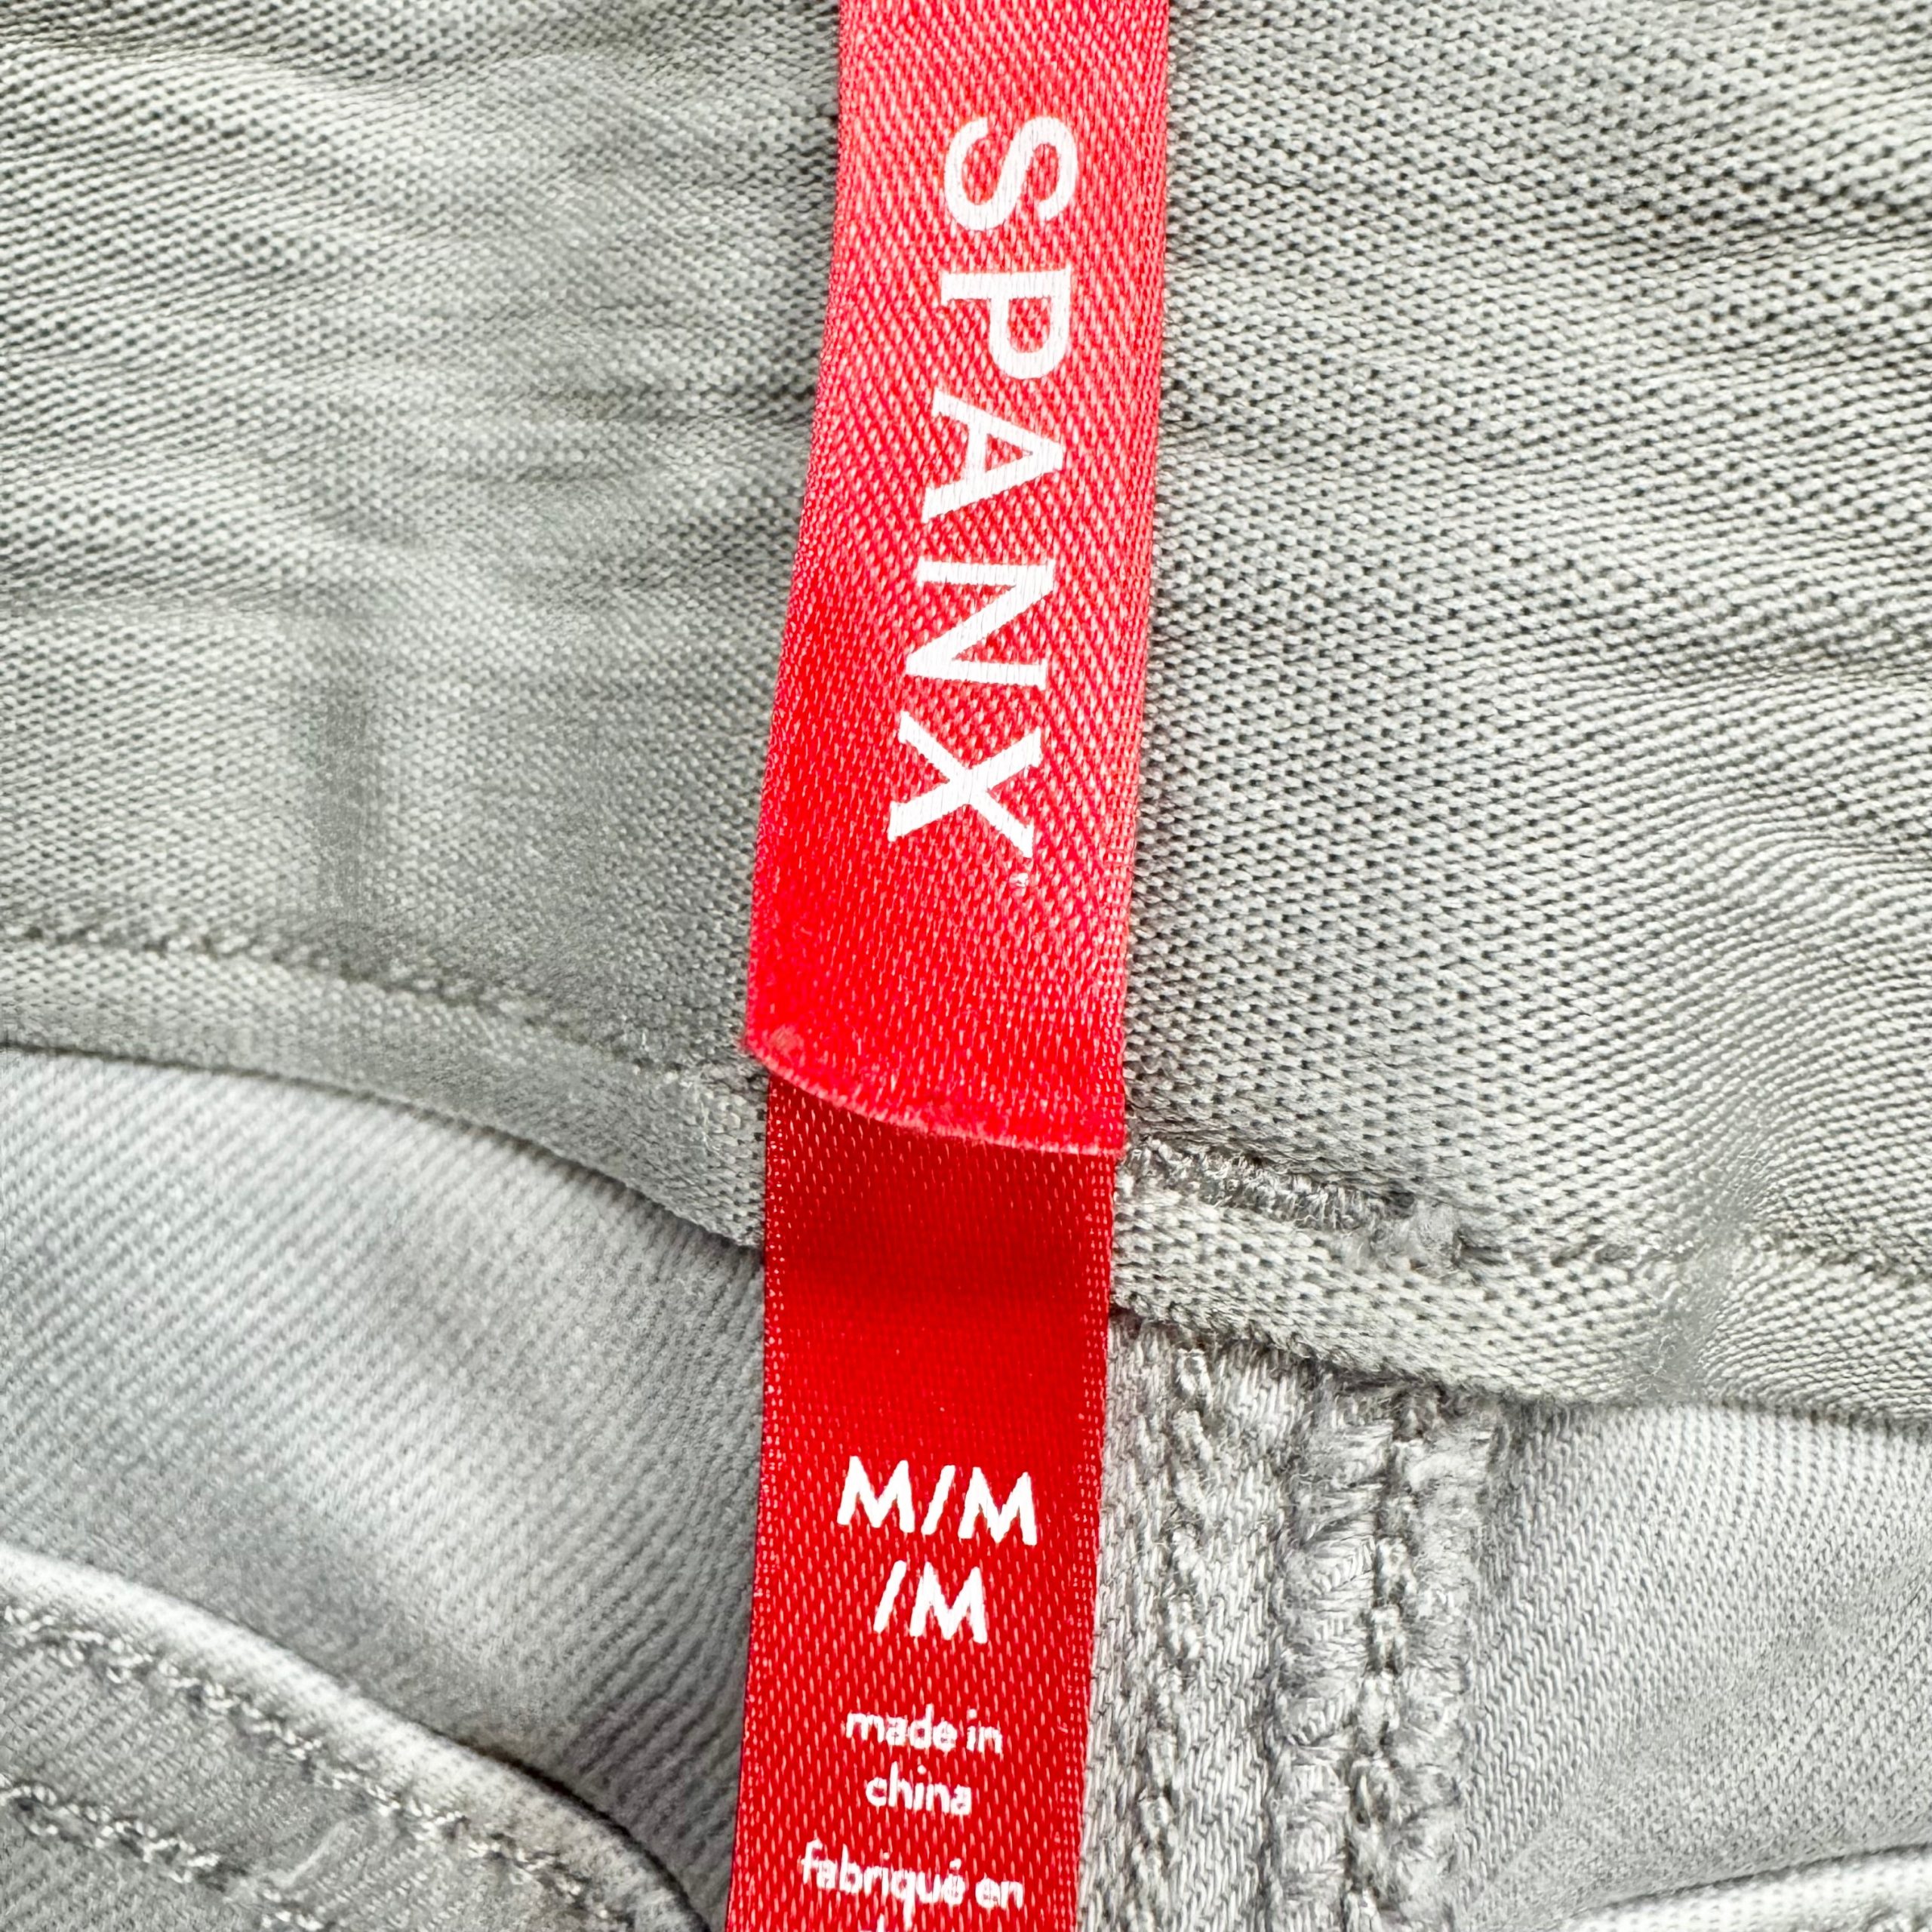 SPANX
M/M
/M
made in
china
fabriqué en